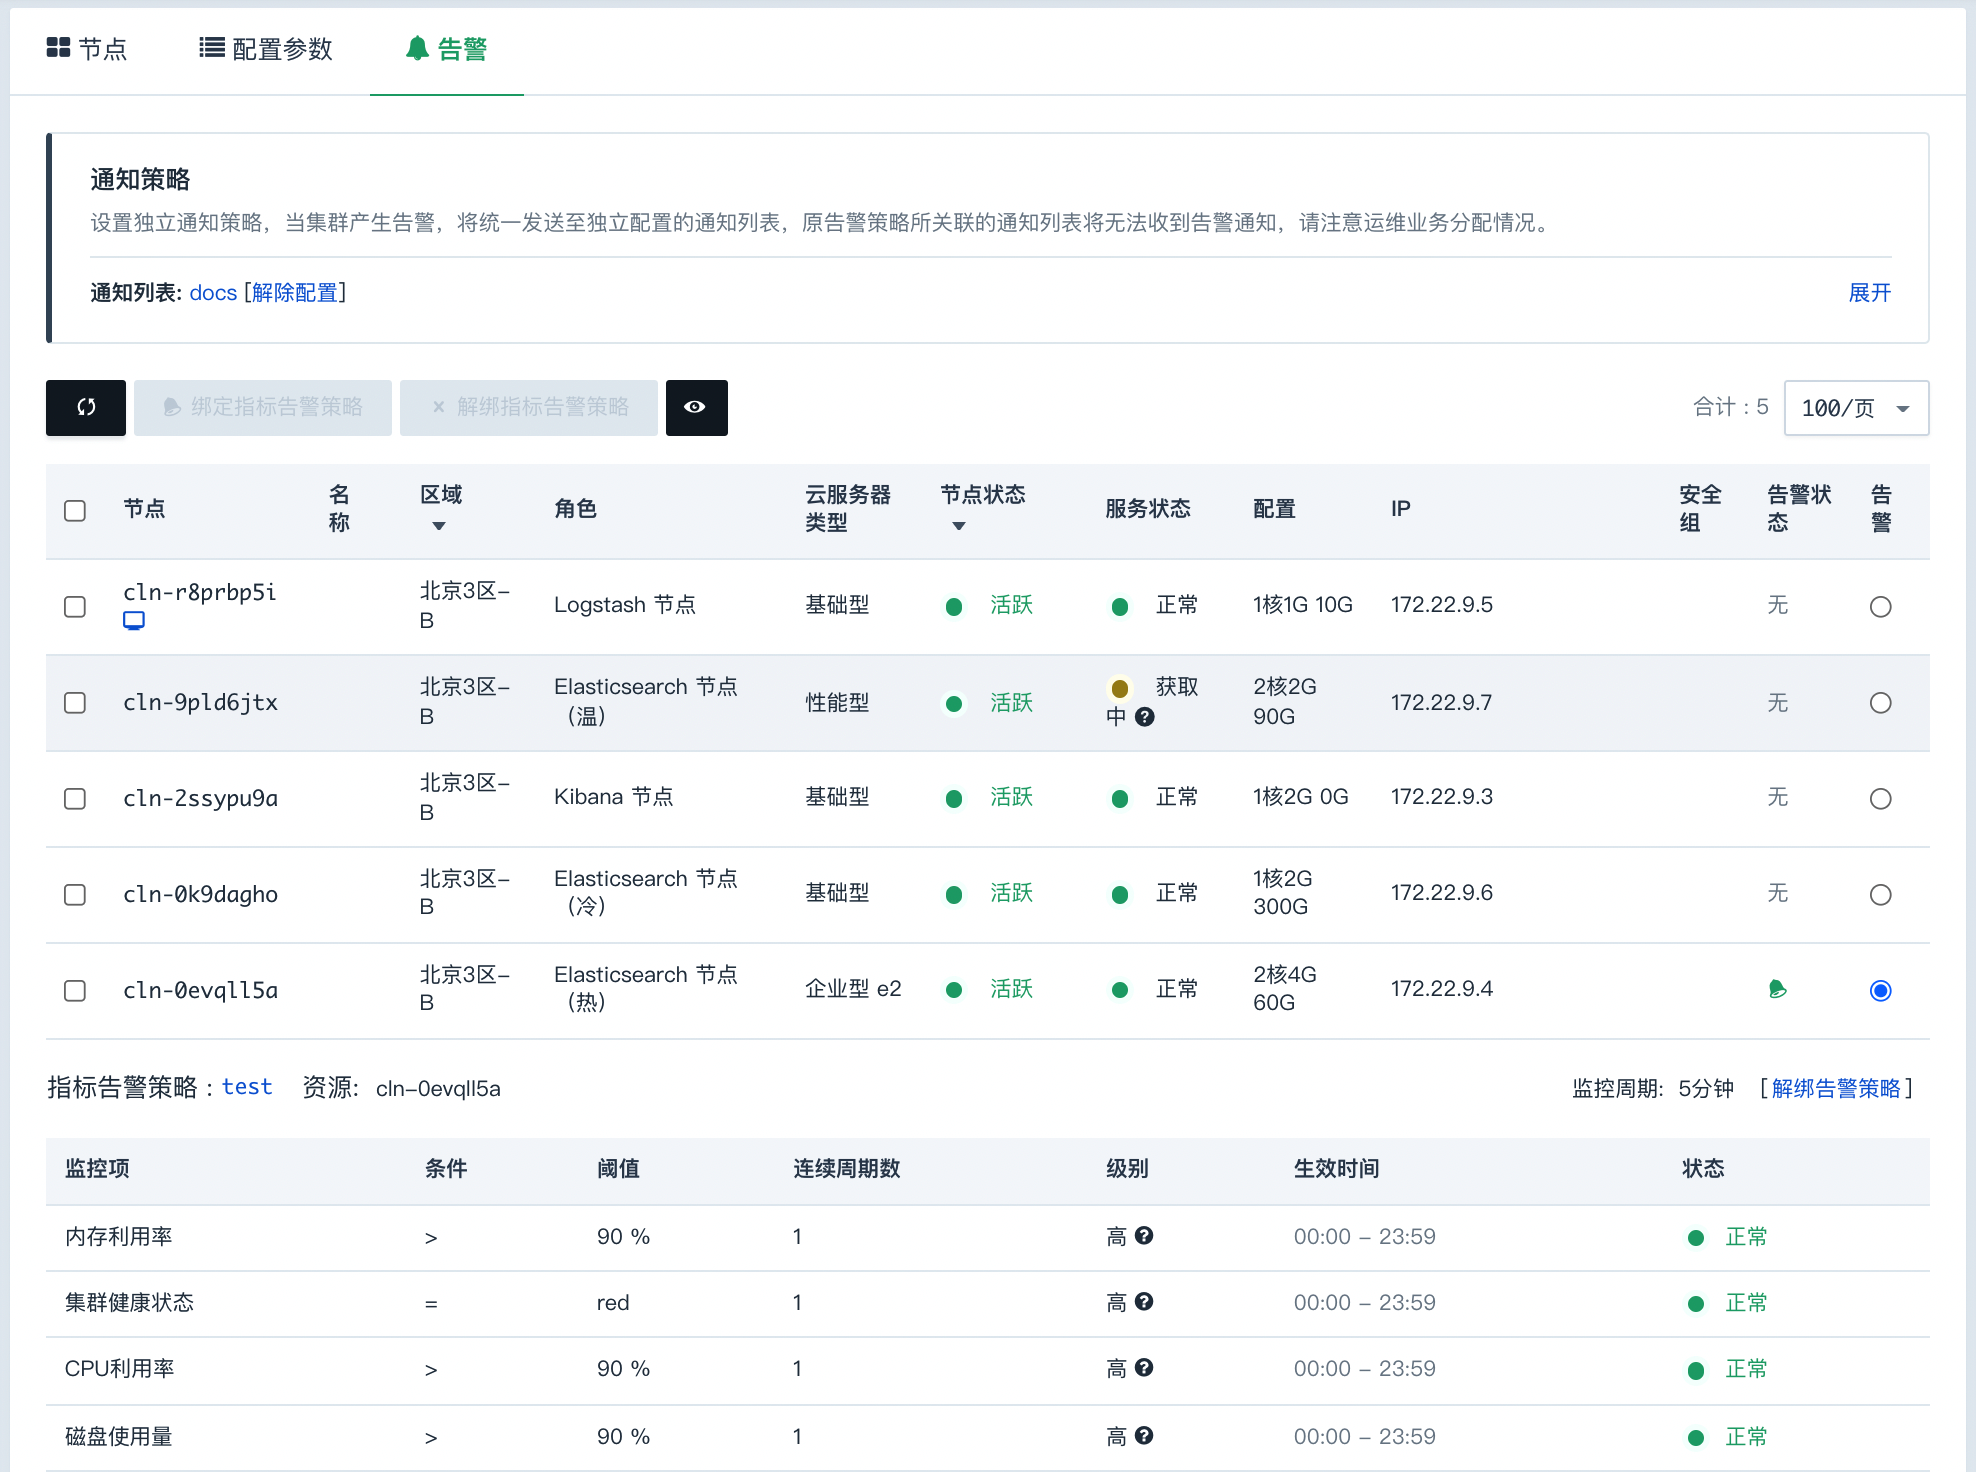 节点 配置参数 告警
通知策略
设置独立通知策略，当集群产生告警，将统一发送至独立配置的通知列表，原告警策略所关联的通知列表将无法收到告警通知，请注意运维业务分配情况。
通知列表: docs [解除配置] 展开
绑定指标告警策略 × 解绑指标告警策略 合计：5 100/页
节点 名称 区域 角色 云服务器类型 节点状态 服务状态 配置 IP 安全组 告警状态 告警
cln-r8prbp5i 北京3区-B Logstash 节点 基础型 活跃 正常 1核1G 10G 172.22.9.5 无
cln-9pld6jtx 北京3区-B Elasticsearch 节点（温） 性能型 活跃 获取中 2核2G 90G 172.22.9.7 无
cln-2ssypu9a 北京3区-B Kibana 节点 基础型 活跃 正常 1核2G 0G 172.22.9.3 无
cln-0k9dagho 北京3区-B Elasticsearch 节点（冷） 基础型 活跃 正常 1核2G 300G 172.22.9.6 无
cln-0evqll5a 北京3区-B Elasticsearch 节点（热） 企业型 e2 活跃 正常 2核4G 60G 172.22.9.4
指标告警策略：test 资源: cln-0evqll5a 监控周期: 5分钟 [解绑告警策略]
监控项 条件 阈值 连续周期数 级别 生效时间 状态
内存利用率 > 90 % 1 高 00:00 - 23:59 正常
集群健康状态 = red 1 高 00:00 - 23:59 正常
CPU利用率 > 90 % 1 高 00:00 - 23:59 正常
磁盘使用量 > 90 % 1 高 00:00 - 23:59 正常